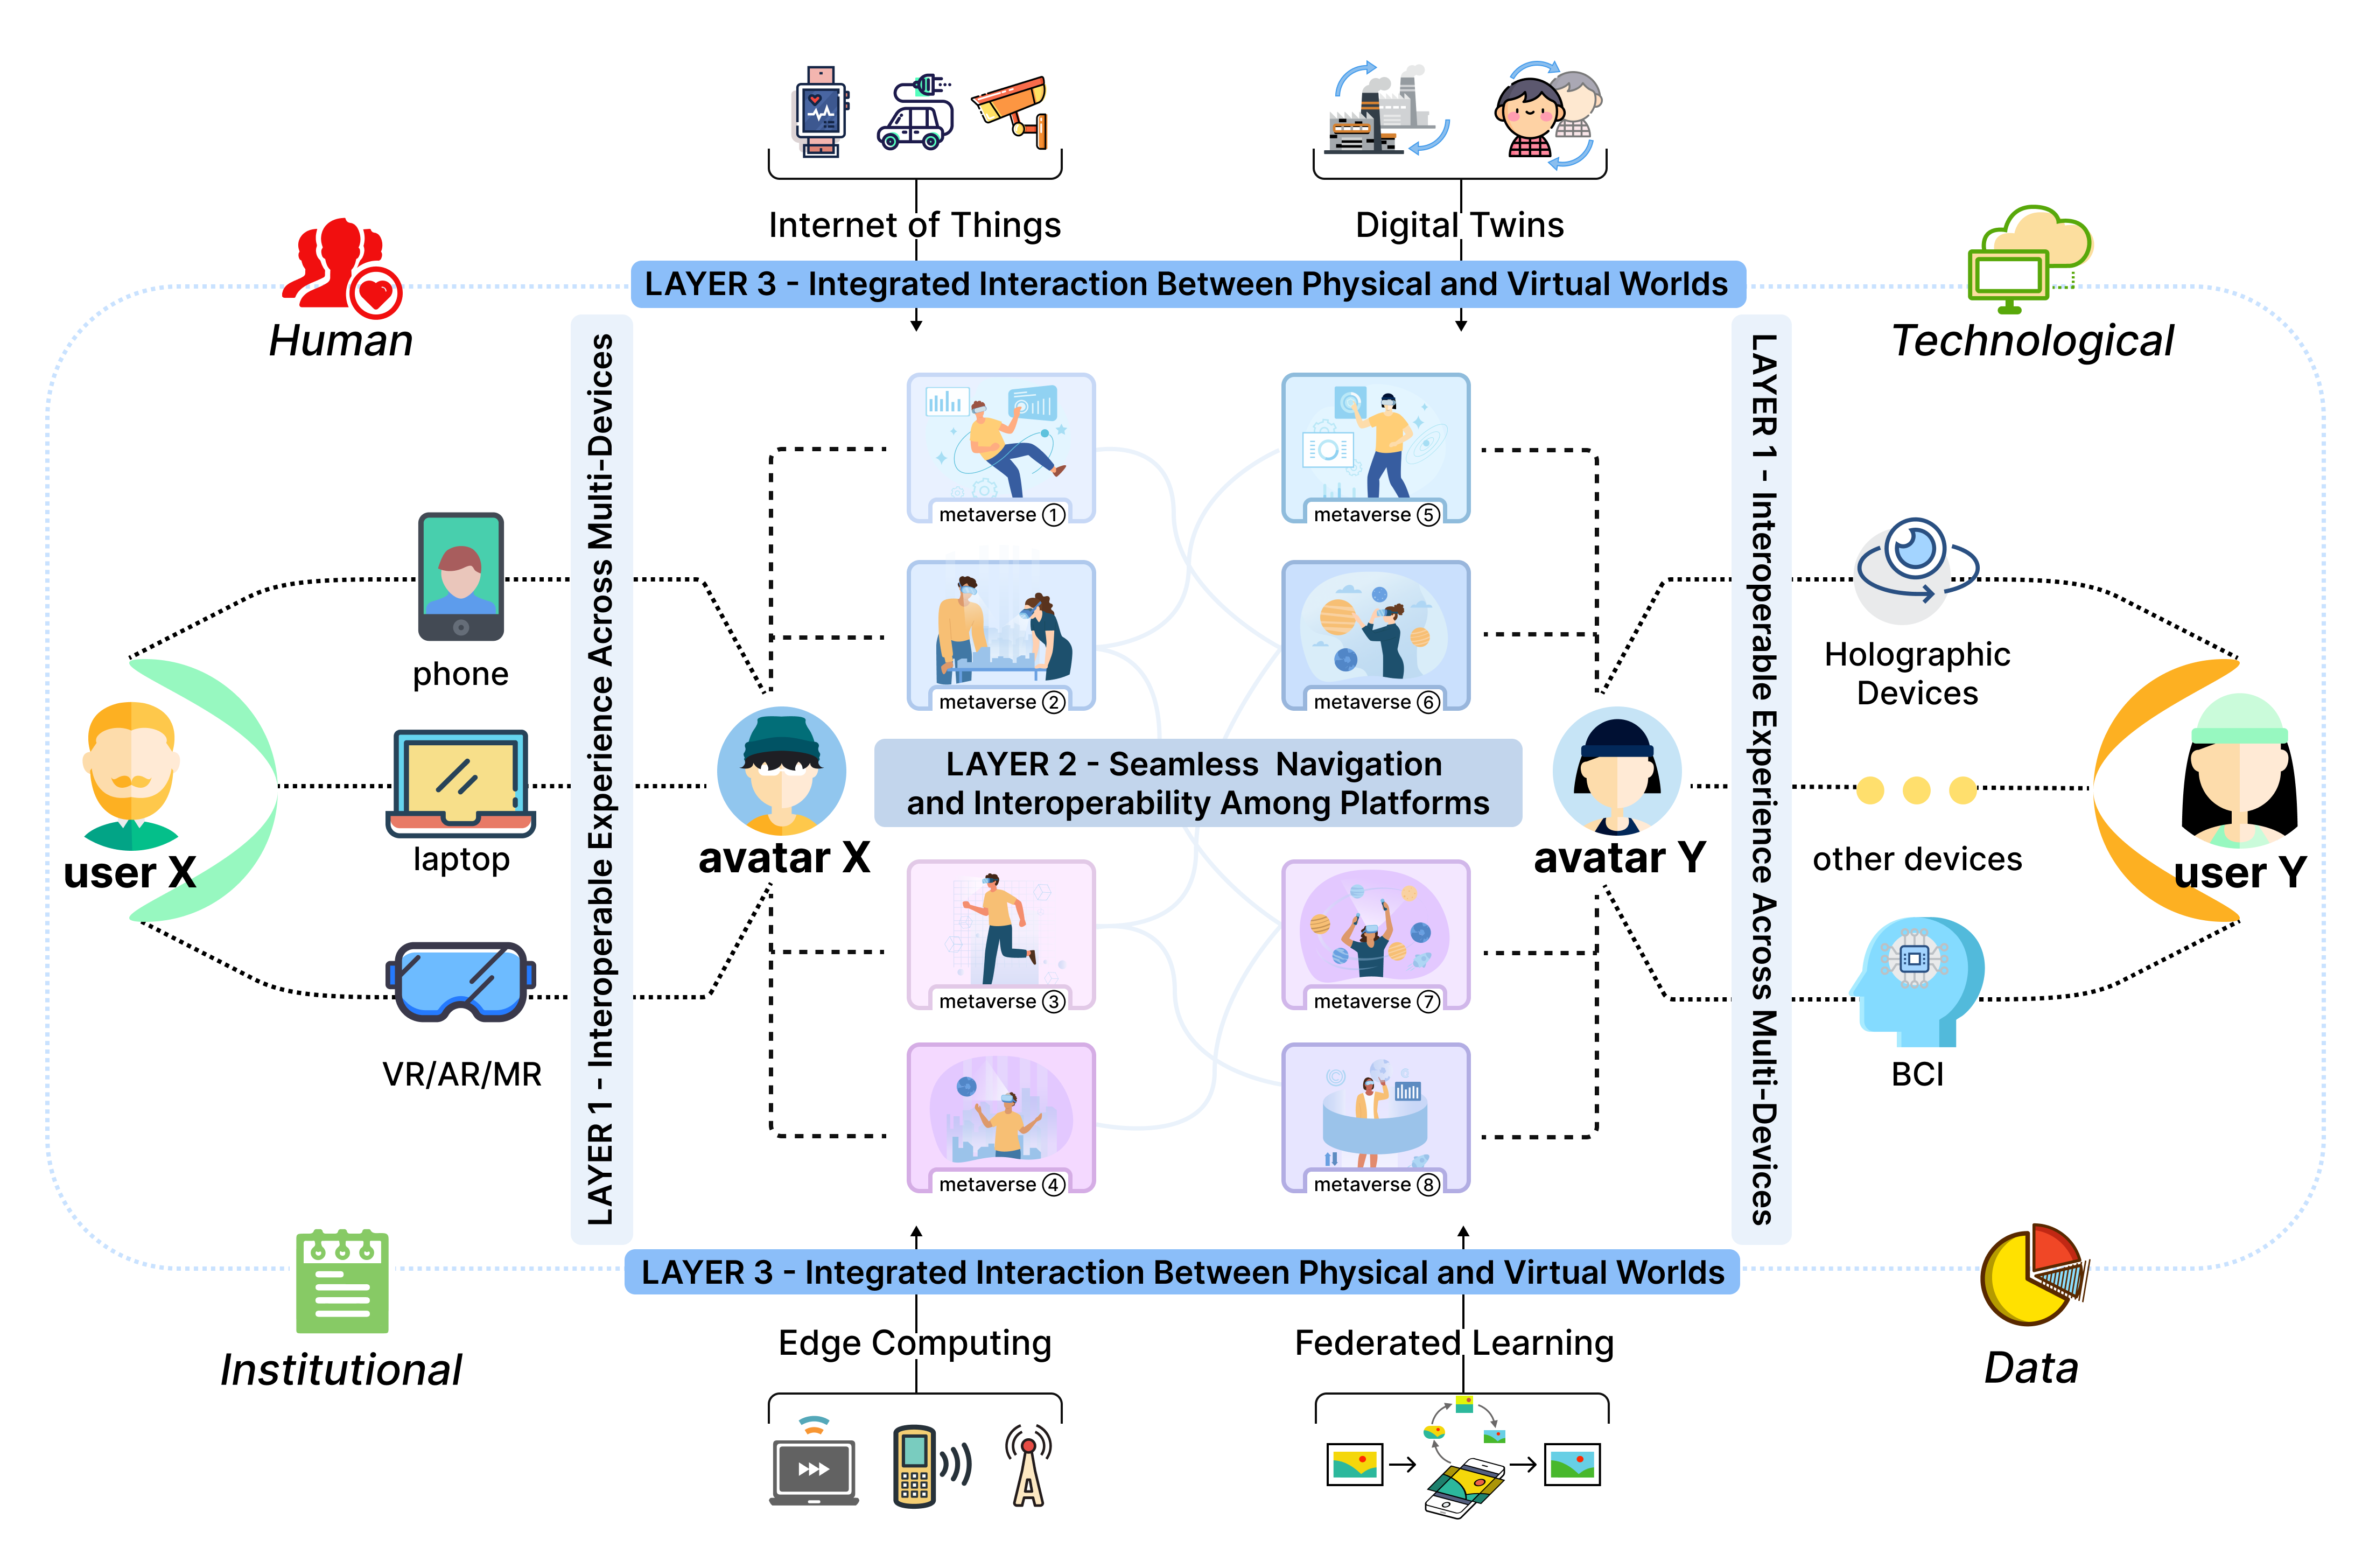 Internet of Things
Digital Twins
LAYER 3 - Integrated Interaction Between Physical and Virtual Worlds
Human
Technological
LAYER 1 - Interoperable Experience Across Multi-Devices
LAYER 1 - Interoperable Experience Across Multi-Devices
metaverse ①
metaverse ⑤
metaverse ②
metaverse ⑥
phone
Holographic
Devices
LAYER 2 - Seamless Navigation
and Interoperability Among Platforms
user X
laptop
avatar X
avatar Y
other devices
user Y
metaverse ③
metaverse ⑦
VR/AR/MR
BCI
metaverse ④
metaverse ⑧
LAYER 3 - Integrated Interaction Between Physical and Virtual Worlds
Institutional
Edge Computing
Federated Learning
Data